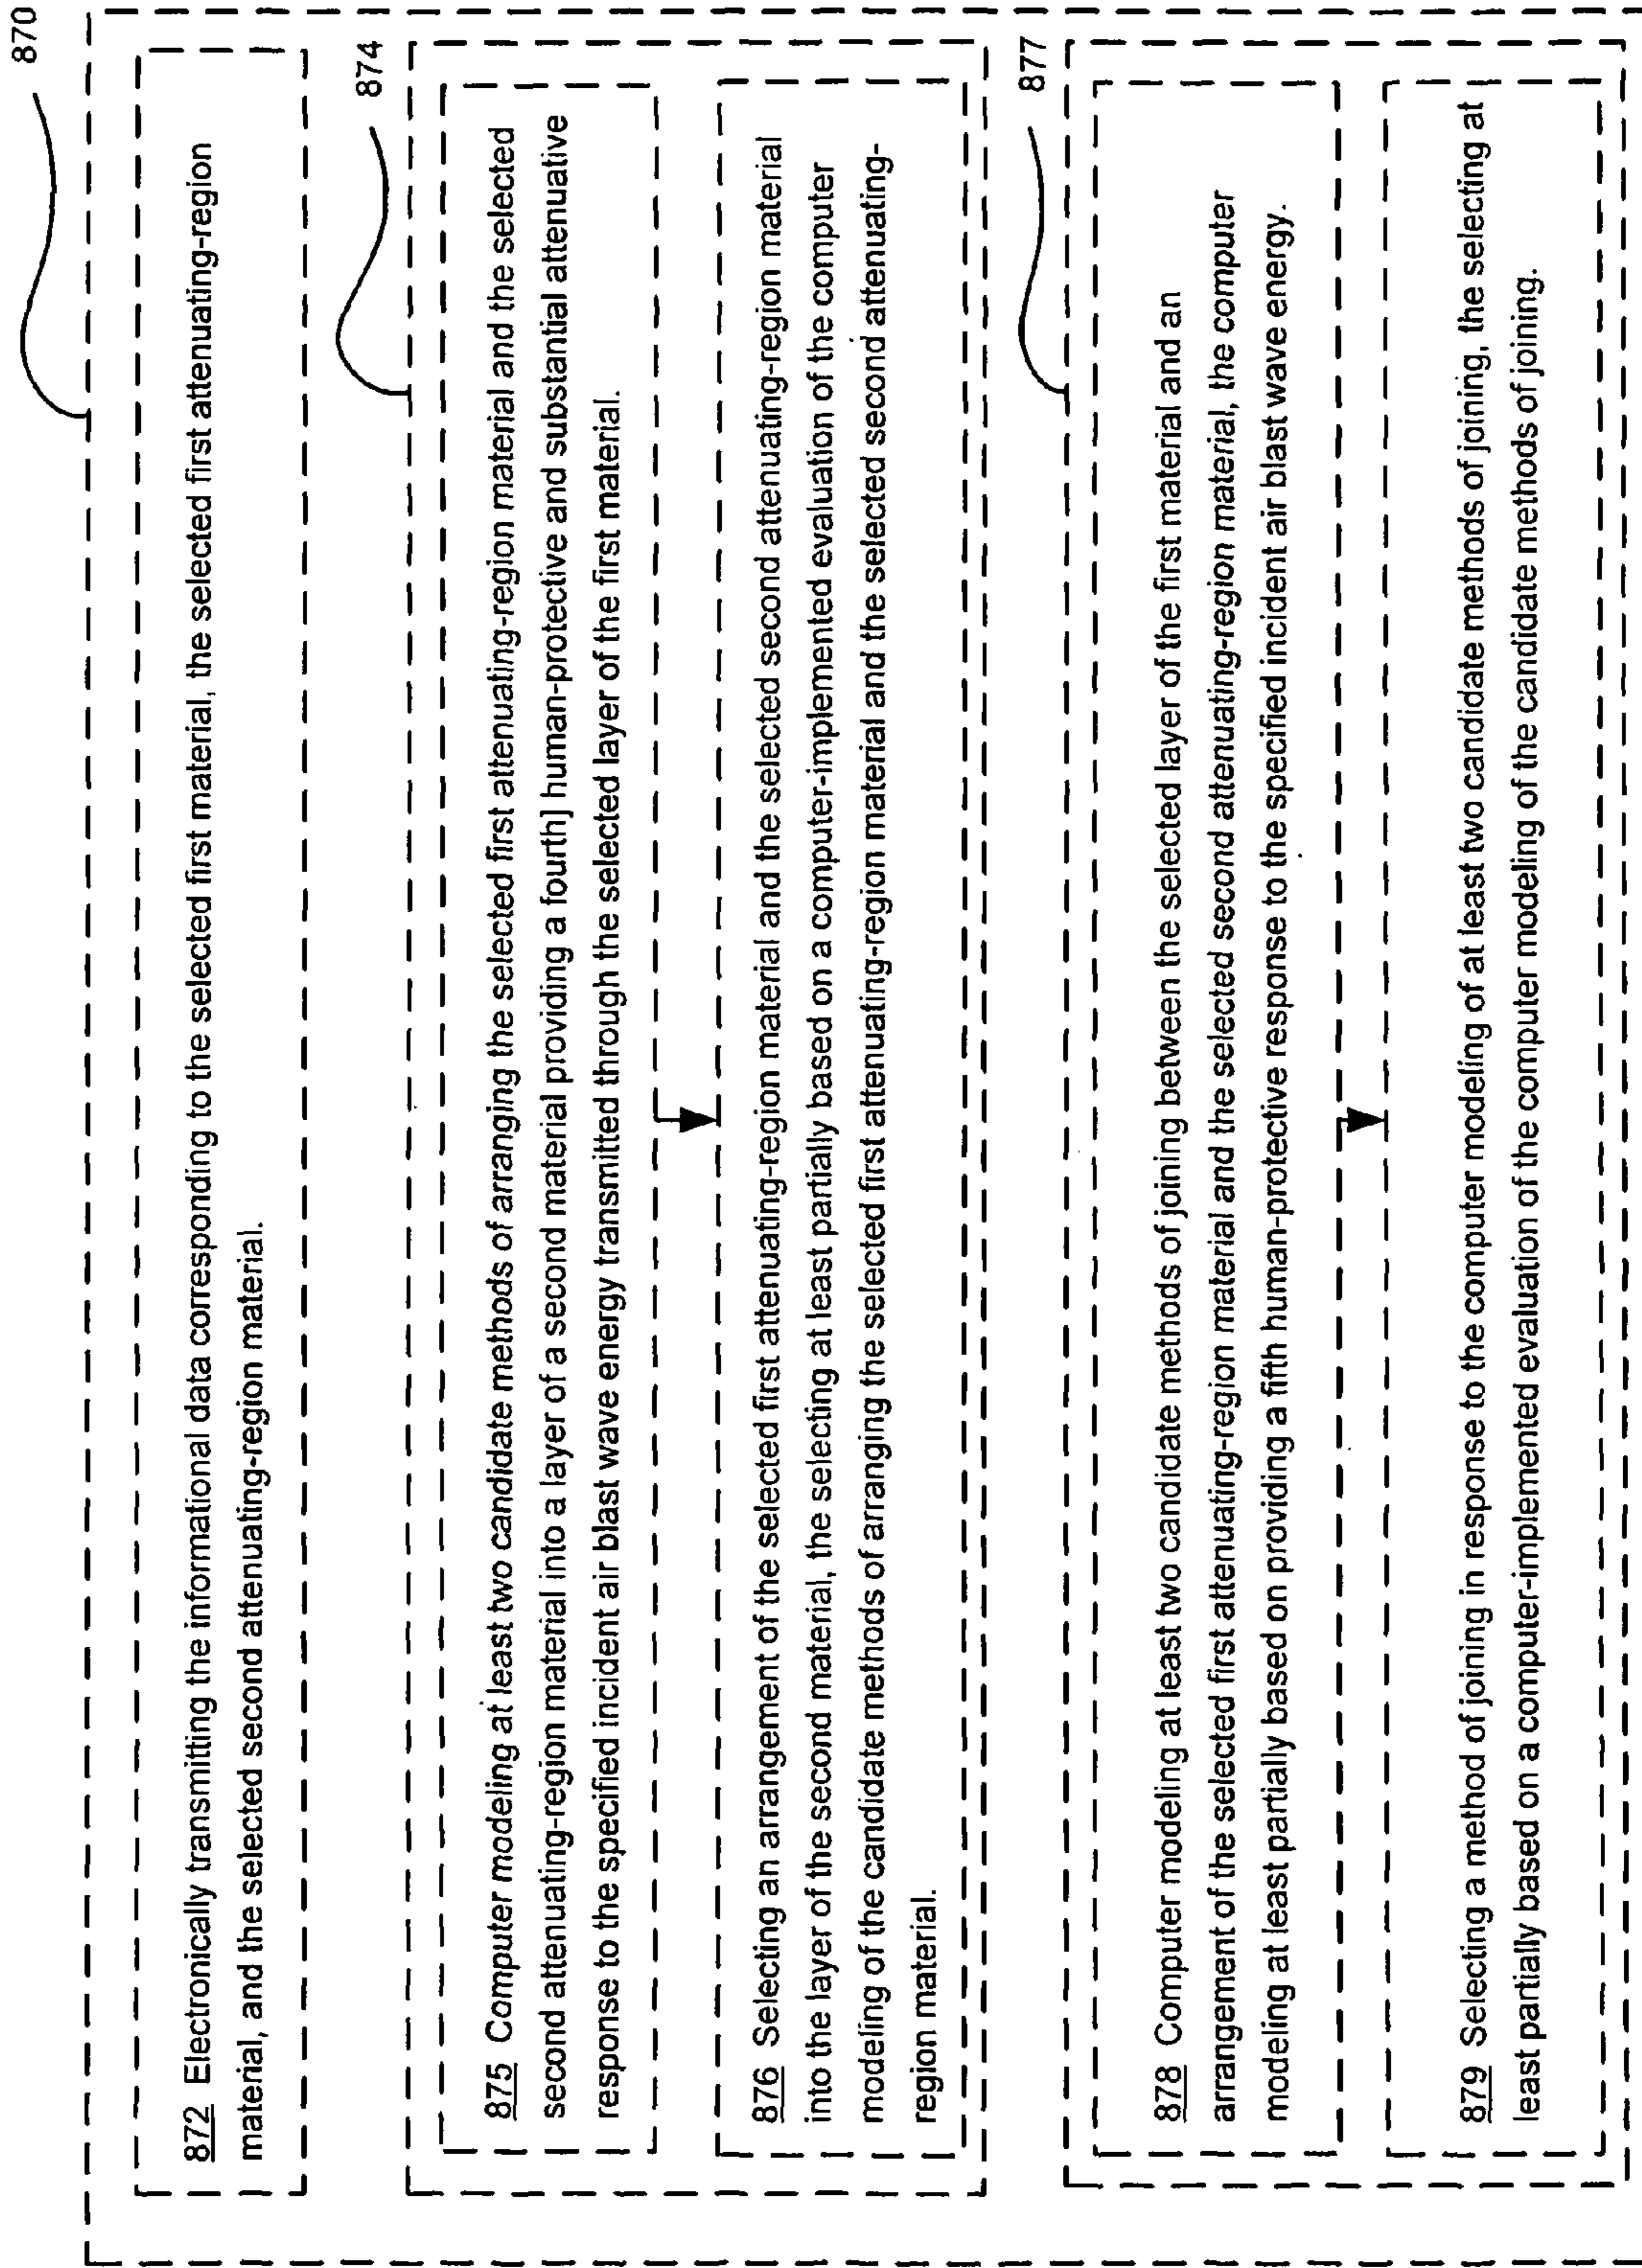 870
872 Electronically transmitting the informational data corresponding to the selected first material, the selected first attenuating-region
material, and the selected second attenuating-region material.
874
875 Computer modeling at least two candidate methods of arranging the selected first attenuating-region material and the selected
second attenuating-region material into a layer of a second material providing a fourth] human-protective and substantial attenuative
response to the specified incident air blast wave energy transmitted through the selected layer of the first material.
876 Selecting an arrangement of the selected first attenuating-region material and the selected second attenuating-region material
into the layer of the second material, the selecting at least partially based on a computer-implemented evaluation of the computer
modeling of the candidate methods of arranging the selected first attenuating-region material and the selected second attenuating-
region material.
877
878 Computer modeling at least two candidate methods of joining between the selected layer of the first material and an
arrangement of the selected first attenuating-region material and the selected second attenuating-region material, the computer
modeling at least partially based on providing a fifth human-protective response to the specified incident air blast wave energy.
879 Selecting a method of joining in response to the computer modeling of at least two candidate methods of joining, the selecting at
least partially based on a computer-implemented evaluation of the computer modeling of the candidate methods of joining.